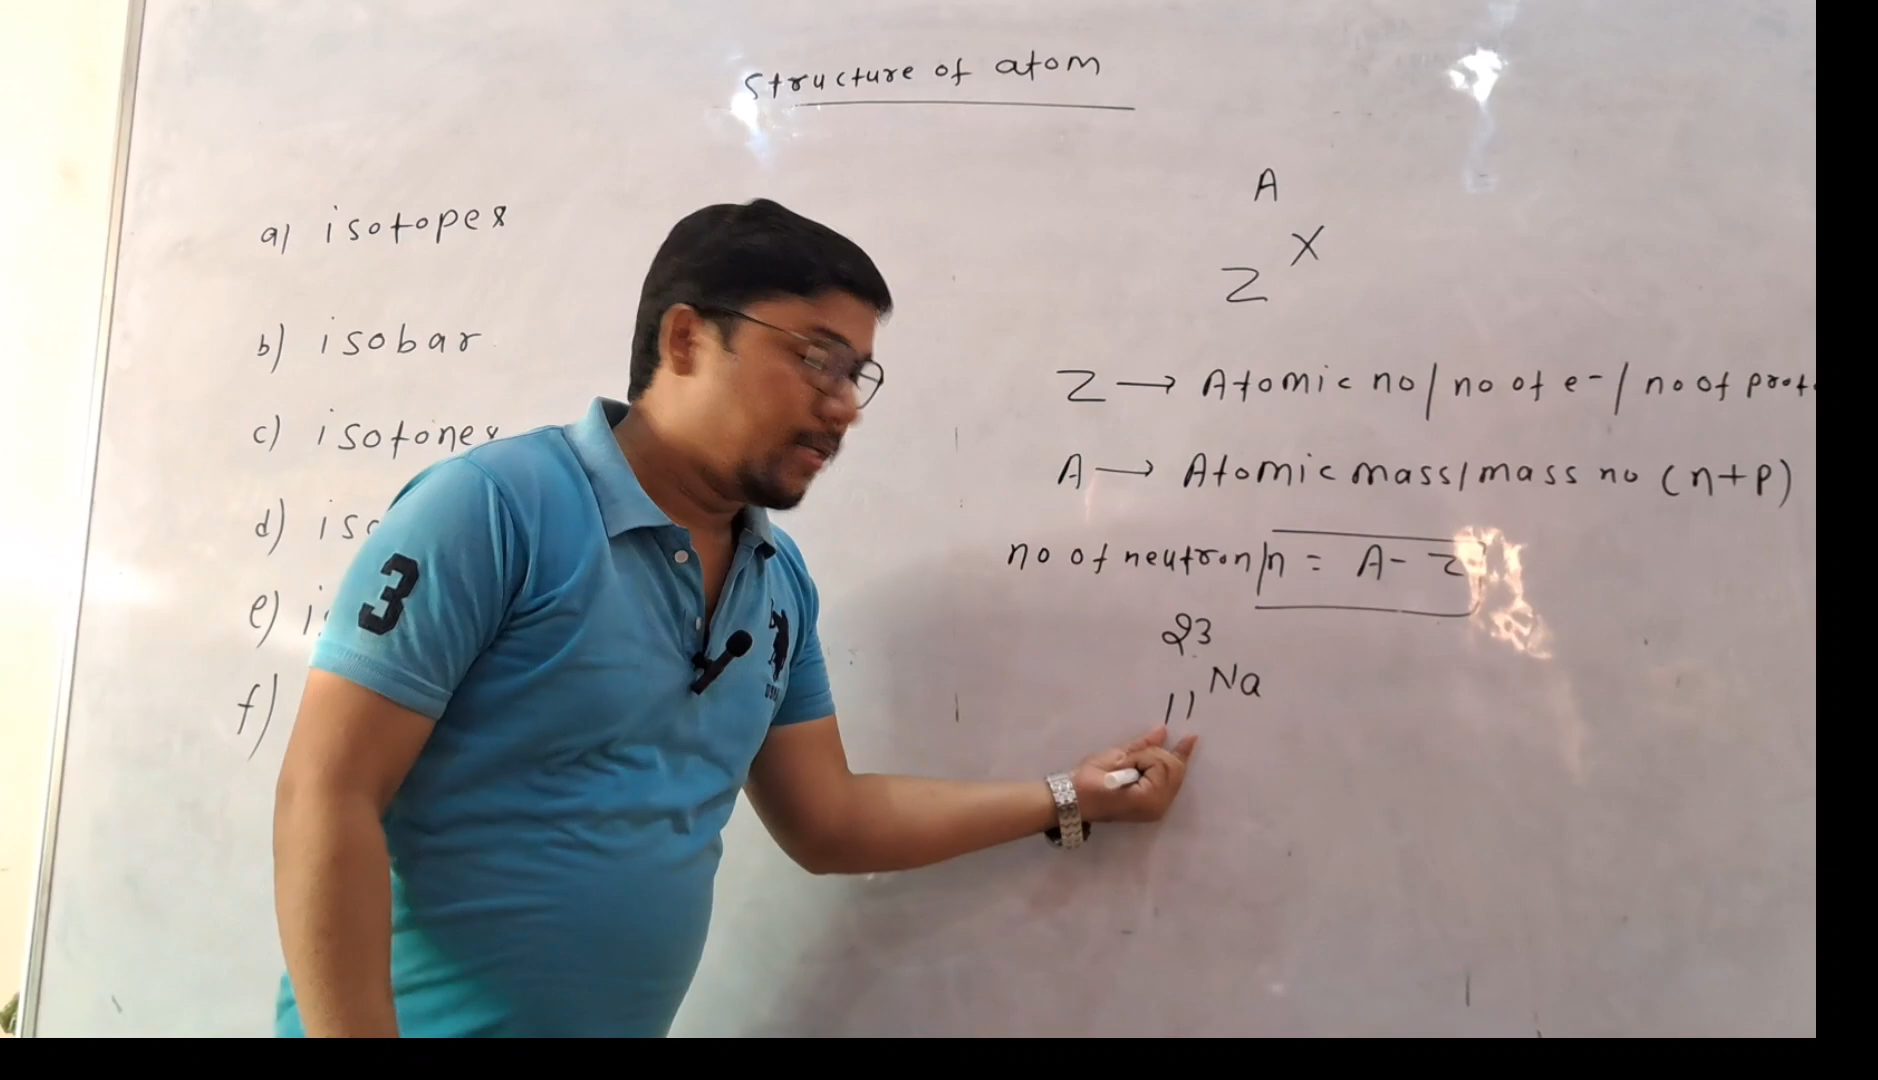 Structure of atom
a) isotopes
b) isobar
c) isotones
d)
e)
f)
3
A
X
Z
Z → Atomic no / no of e- / no of prot
A → Atomic mass / mass no (n+p)
no of neutron/n = A - Z
23
Na
11